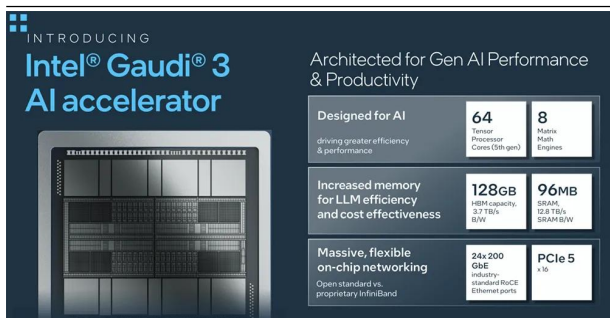 INTRODUCING
Intel® Gaudi® 3
AI accelerator
Architected for Gen AI Performance
& Productivity
Designed for AI
driving greater efficiency
& performance
64
Tensor
Processor
Cores (5th gen)
8
Matrix
Math
Engines
Increased memory
for LLM efficiency
and cost effectiveness
128GB
HBM capacity,
3.7 TB/s
B/W
96MB
SRAM,
12.8 TB/s
SRAM B/W
Massive, flexible
on-chip networking
Open standard vs.
proprietary InfiniBand
24x 200
GbE
industry-
standard RoCE
Ethernet ports
PCIe 5
x 16